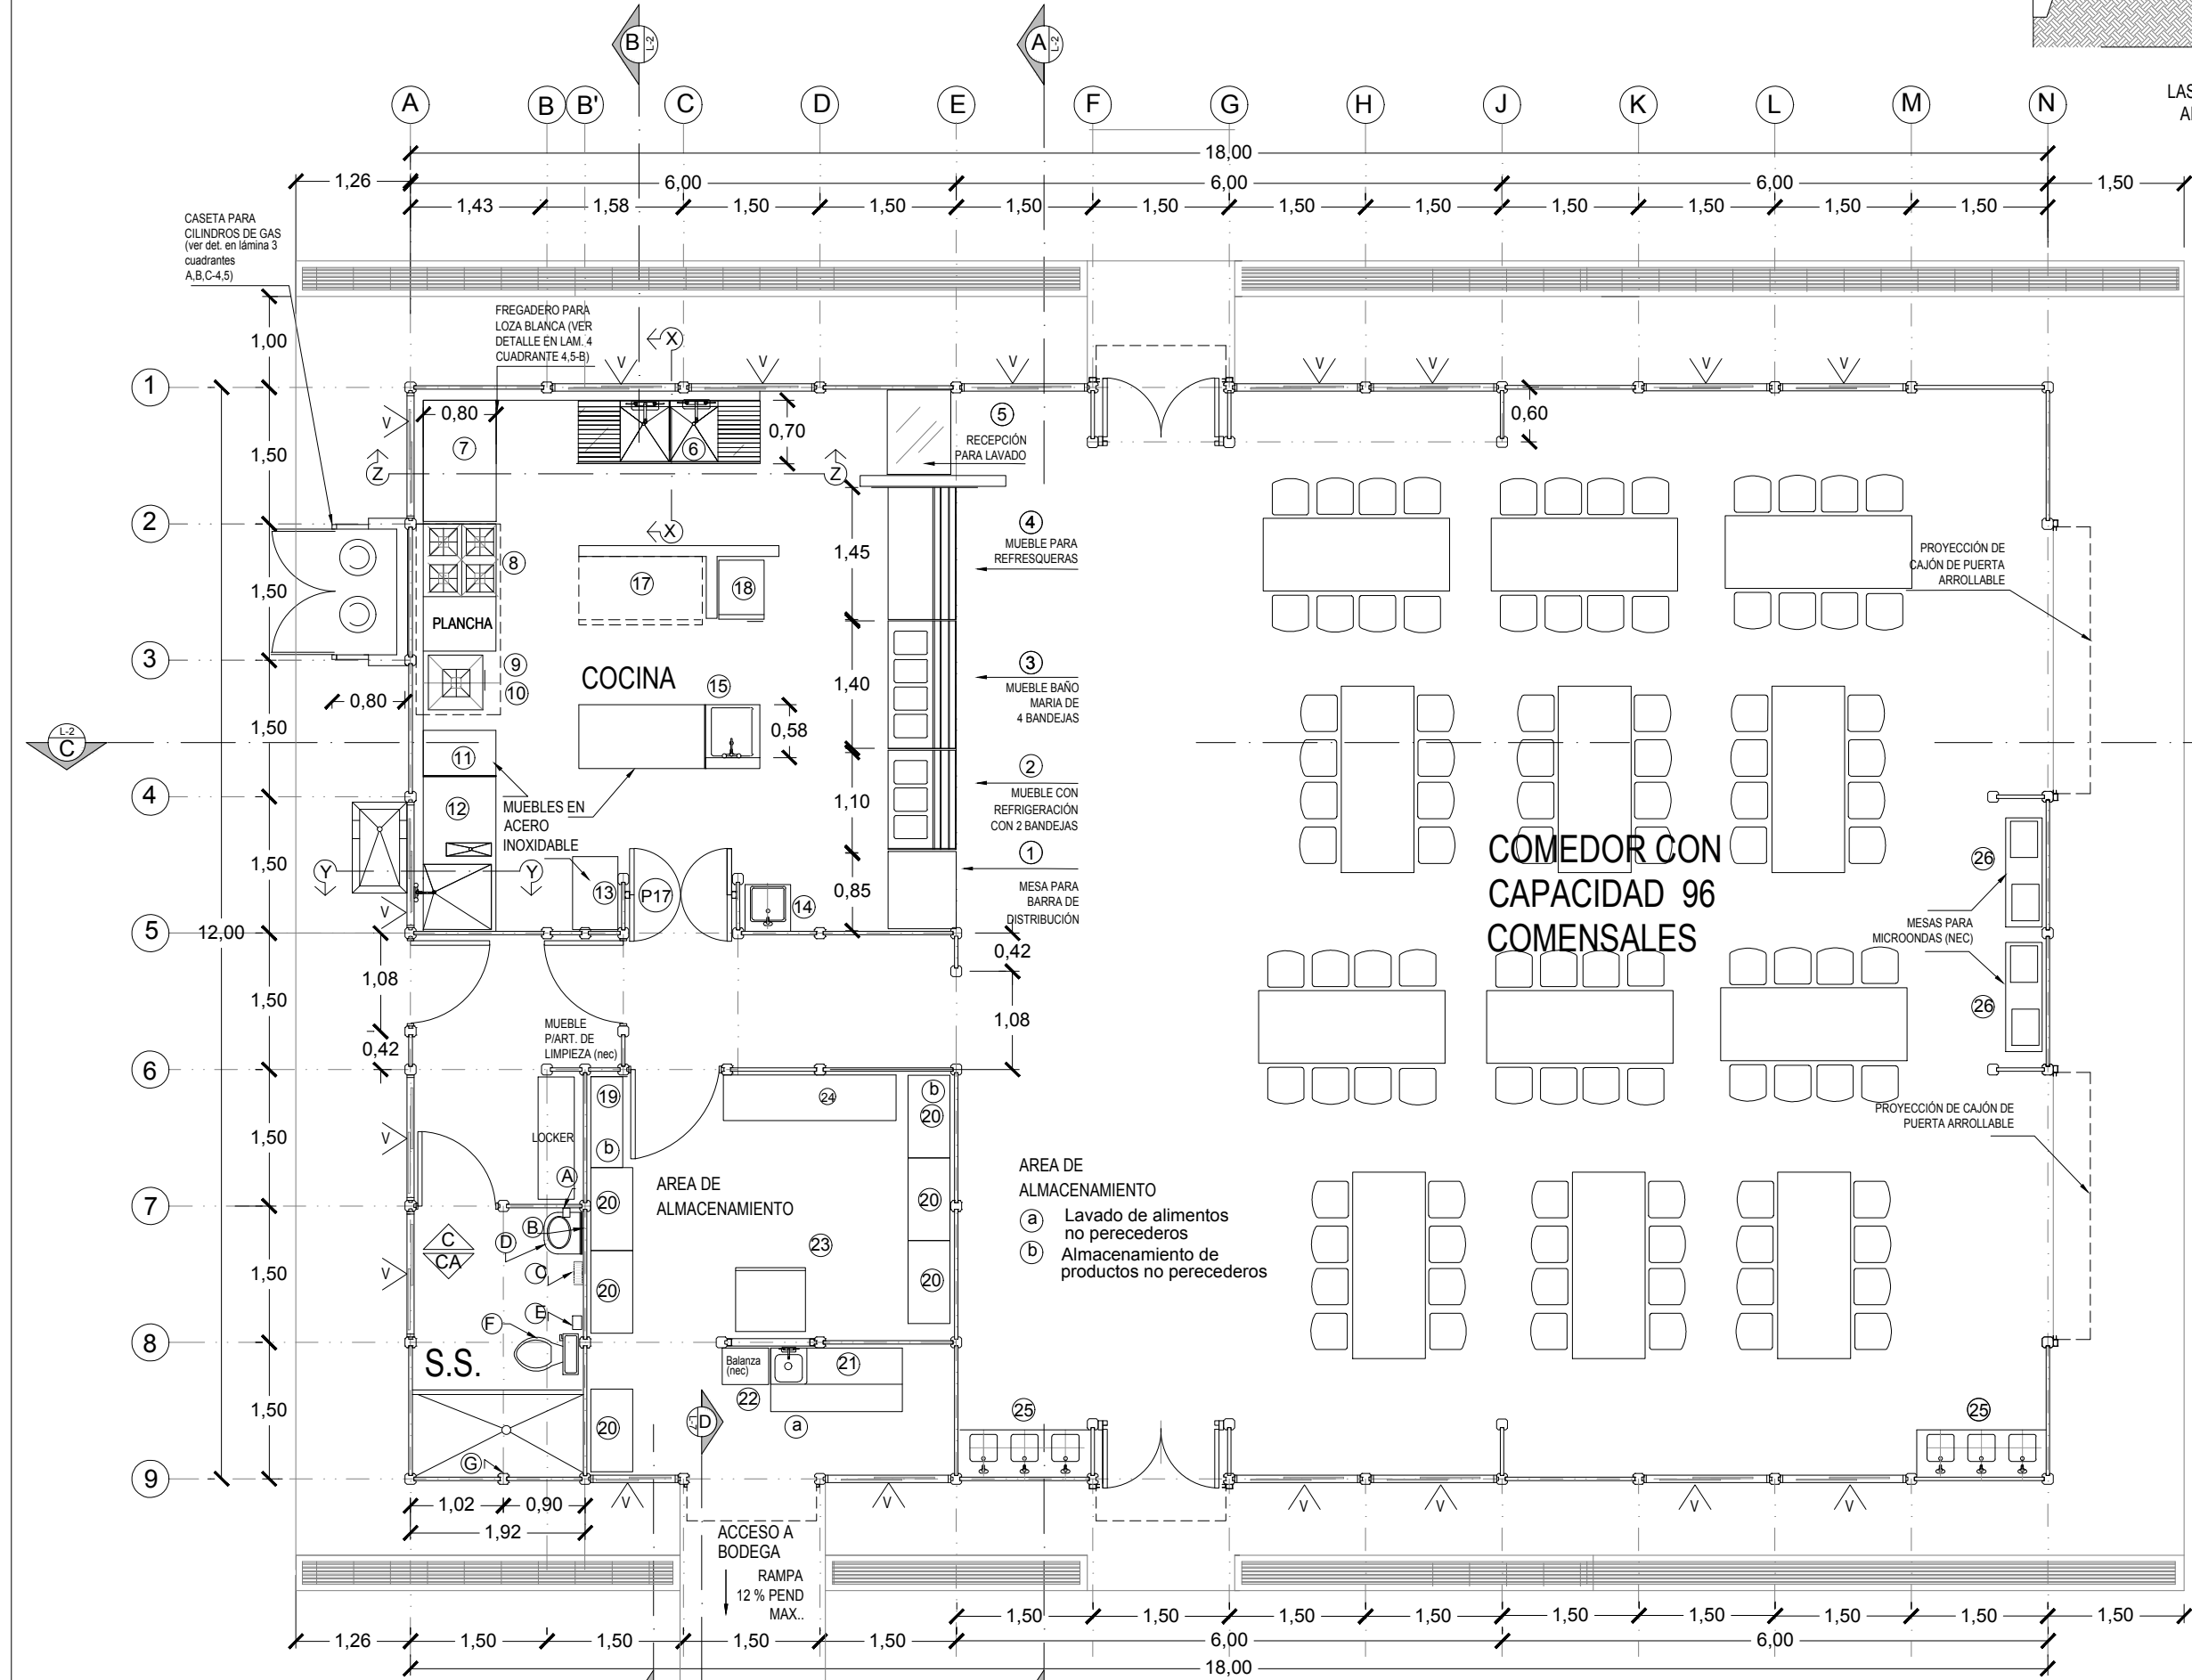 B L-2
A L-2
LAS
A B B' C D E F G H J K L M N
18,00
1,26 6,00 6,00 6,00 1,50
1,43 1,58 1,50 1,50 1,50 1,50 1,50 1,50 1,50 1,50 1,50 1,50
CASETA PARA
CILINDROS DE GAS
(ver det. en lámina 3
cuadrantes
A,B,C-4,5)
FREGADERO PARA
LOZA BLANCA (VER
DETALLE EN LAM. 4
CUADRANTE 4,5-B)
X
1,00
V V V V V V V
1
V
0,80
7
6
0,70
5
RECEPCIÓN
PARA LAVADO
0,60
1,50
Z Z
2
X
4
MUEBLE PARA
REFRESQUERAS
1,45
8
17
18
1,50
PLANCHA
PROYECCIÓN DE
CAJÓN DE PUERTA
ARROLLABLE
3
9
10
COCINA
15
1,40
3
MUEBLE BAÑO
MARIA DE
4 BANDEJAS
0,80
1,50
0,58
L-2
C
11
2
MUEBLE CON
REFRIGERACIÓN
CON 2 BANDEJAS
4
12
MUEBLES EN
ACERO
INOXIDABLE
1,10
COMEDOR CON
CAPACIDAD 96
COMENSALES
1
MESA PARA
BARRA DE
DISTRIBUCIÓN
1,50
Y Y
13
P17
14
0,85
26
MESAS PARA
MICROONDAS (NEC)
26
V
5
12,00
0,42
1,08
1,50
1,08
0,42
MUEBLE
P/ART. DE
LIMPIEZA (nec)
6
19
b
24
b
20
1,50
V
LOCKER
PROYECCIÓN DE CAJÓN DE
PUERTA ARROLLABLE
A
7
20
AREA DE
ALMACENAMIENTO
20
AREA DE
ALMACENAMIENTO
a Lavado de alimentos
no perecederos
b Almacenamiento de
productos no perecederos
B
D
C
CA
23
1,50
V
C
20
20
E
F
8
S.S.
Balanza
(nec)
21
22
a
1,50
20
D
25
25
G
9
1,02 0,90
1,92
V V V V V V
ACCESO A
BODEGA
RAMPA
12 % PEND
MAX..
1,50 1,50 1,50 1,50 1,50 1,50 1,50 1,50 1,50
1,26 1,50 1,50 1,50 1,50 6,00 6,00
18,00